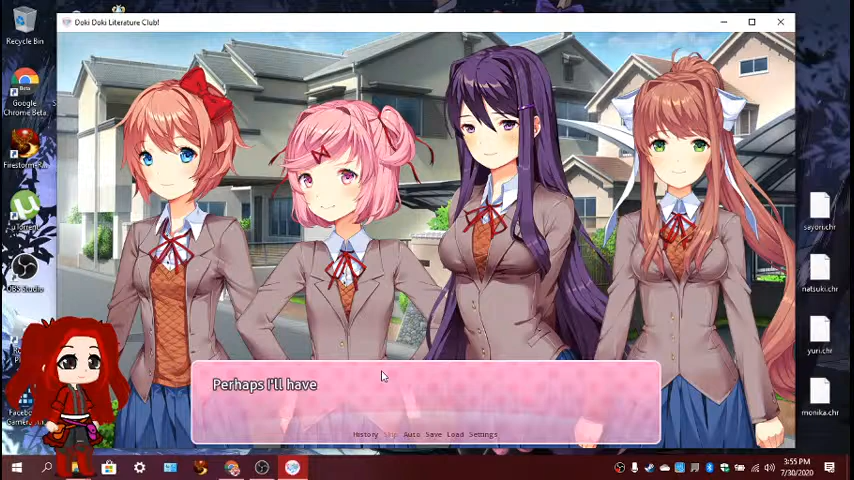 Doki Doki Literature Club!
Recycle Bin
Google
Chrome Beta
OBS Studio
sayori.chr
natsuki.chr
yuri.chr
monika.chr
Perhaps I'll have
History Skip Auto Save Load Settings
3:55 PM
7/30/2020